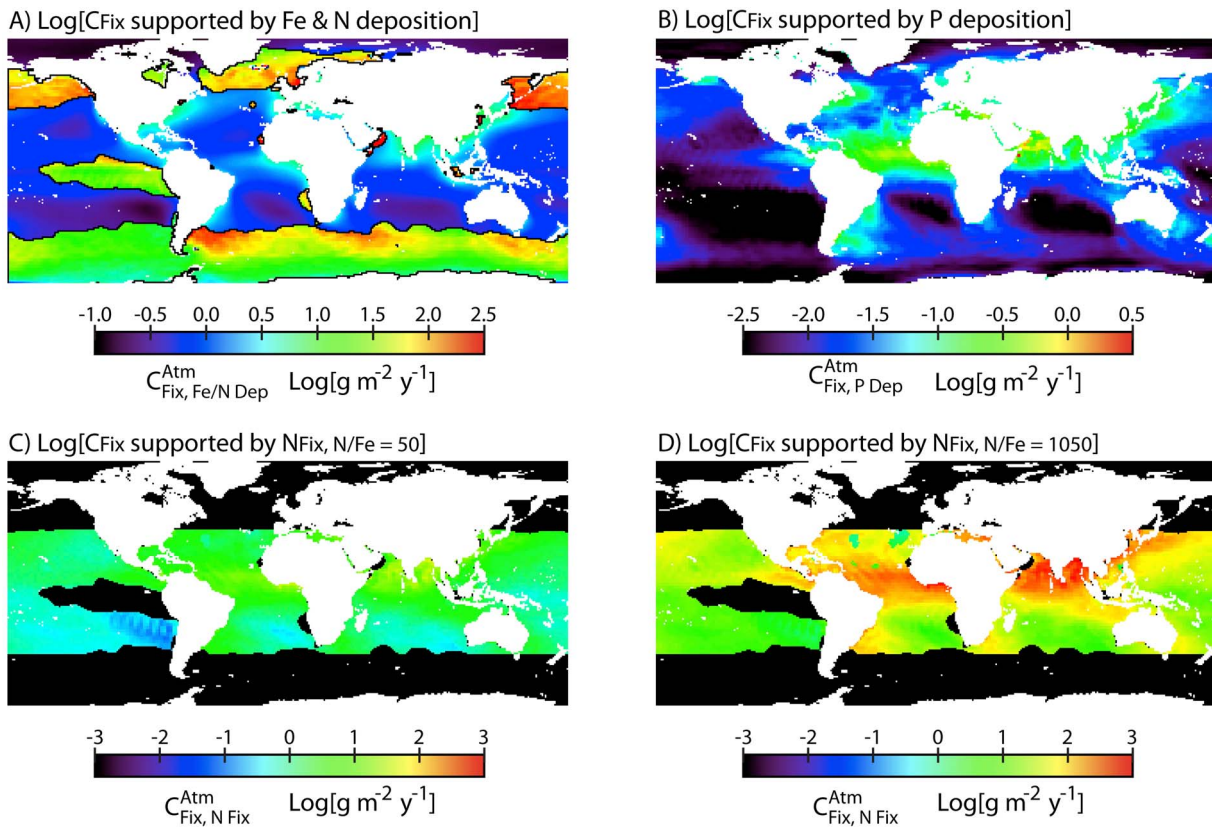 A) Log[CFix supported by Fe & N deposition]
B) Log[CFix supported by P deposition]
-1.0 -0.5 0.0 0.5 1.0 1.5 2.0 2.5
C Atm Fix, Fe/N Dep Log[g m-2 y-1]
-2.5 -2.0 -1.5 -1.0 -0.5 0.0 0.5
C Atm Fix, P Dep Log[g m-2 y-1]
C) Log[CFix supported by NFix, N/Fe = 50]
D) Log[CFix supported by NFix, N/Fe = 1050]
-3 -2 -1 0 1 2 3
C Atm Fix, N Fix Log[g m-2 y-1]
-3 -2 -1 0 1 2 3
C Atm Fix, N Fix Log[g m-2 y-1]